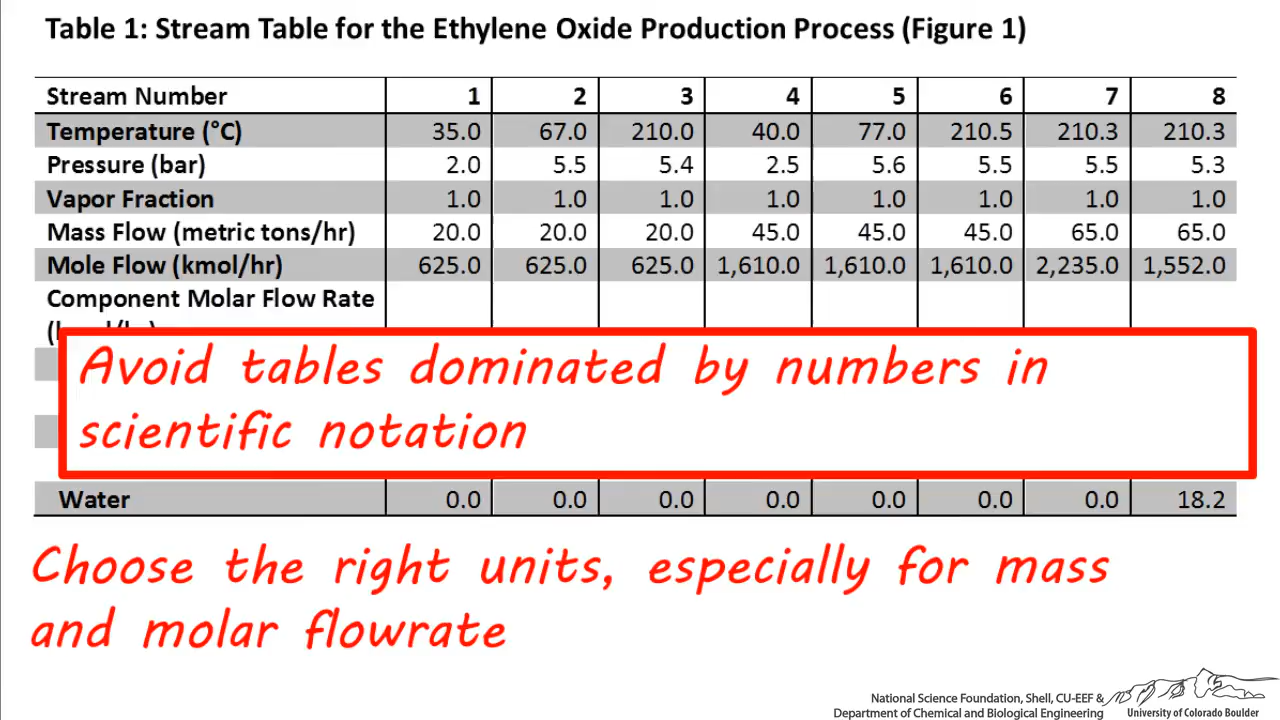 Table 1: Stream Table for the Ethylene Oxide Production Process (Figure 1)
Stream Number 1 2 3 4 5 6 7 8
Temperature (°C) 35.0 67.0 210.0 40.0 77.0 210.5 210.3 210.3
Pressure (bar) 2.0 5.5 5.4 2.5 5.6 5.5 5.5 5.3
Vapor Fraction 1.0 1.0 1.0 1.0 1.0 1.0 1.0 1.0
Mass Flow (metric tons/hr) 20.0 20.0 20.0 45.0 45.0 45.0 65.0 65.0
Mole Flow (kmol/hr) 625.0 625.0 625.0 1,610.0 1,610.0 1,610.0 2,235.0 1,552.0
Component Molar Flow Rate
Avoid tables dominated by numbers in
scientific notation
Water 0.0 0.0 0.0 0.0 0.0 0.0 0.0 18.2
Choose the right units, especially for mass
and molar flowrate
National Science Foundation, Shell, CU-EEF &
Department of Chemical and Biological Engineering
University of Colorado Boulder